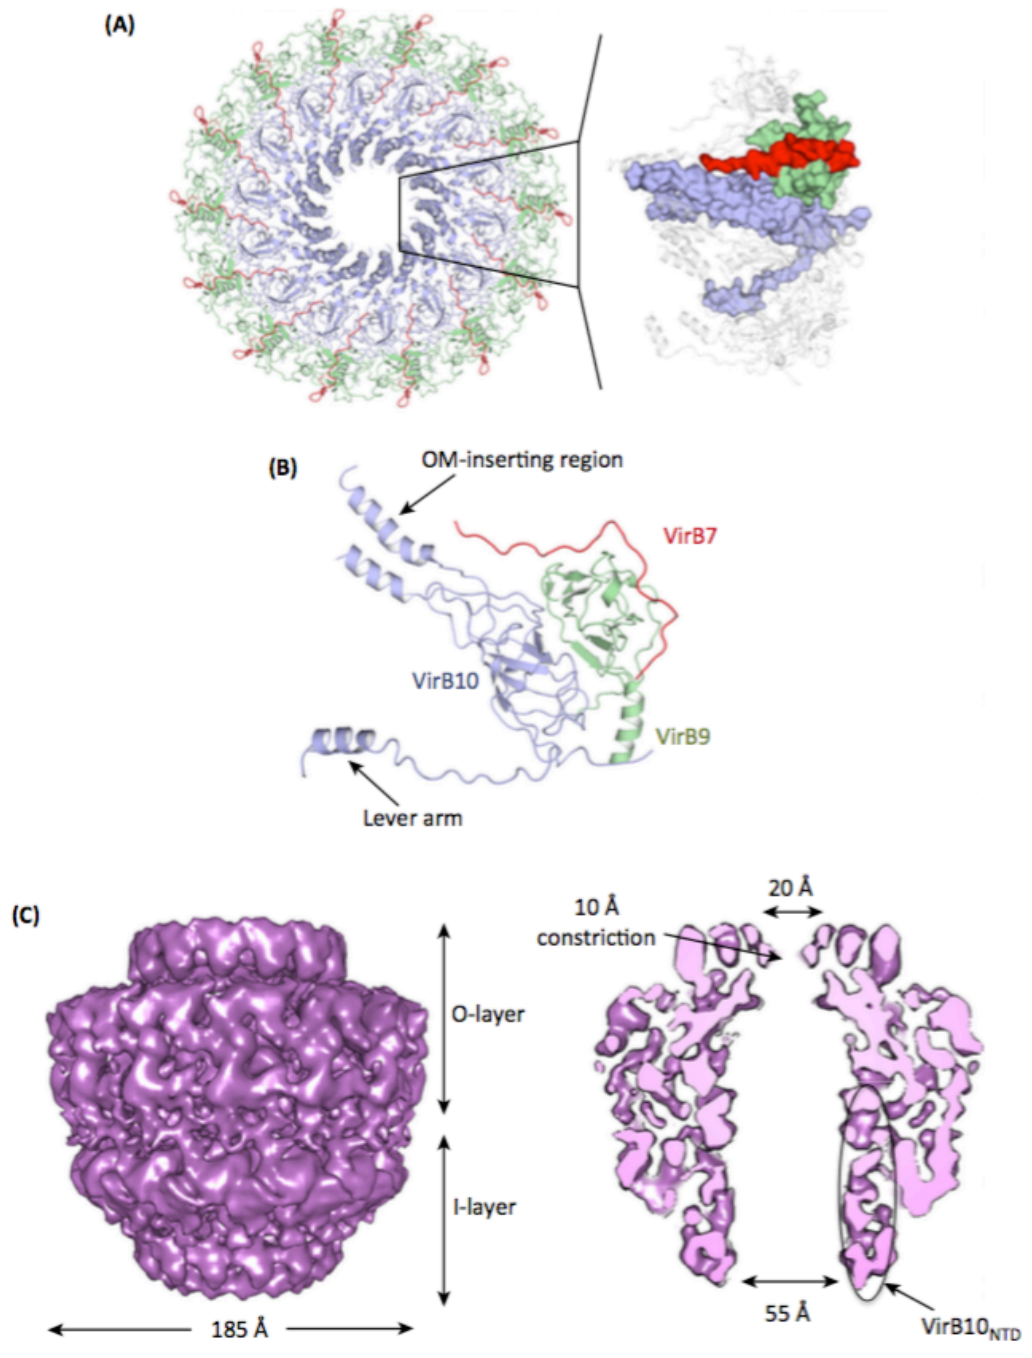 (A)
(B)
OM-inserting region
VirB7
VirB10
VirB9
Lever arm
(C)
20 Å
10 Å
constriction
O-layer
I-layer
185 Å
55 Å
VirB10NTD